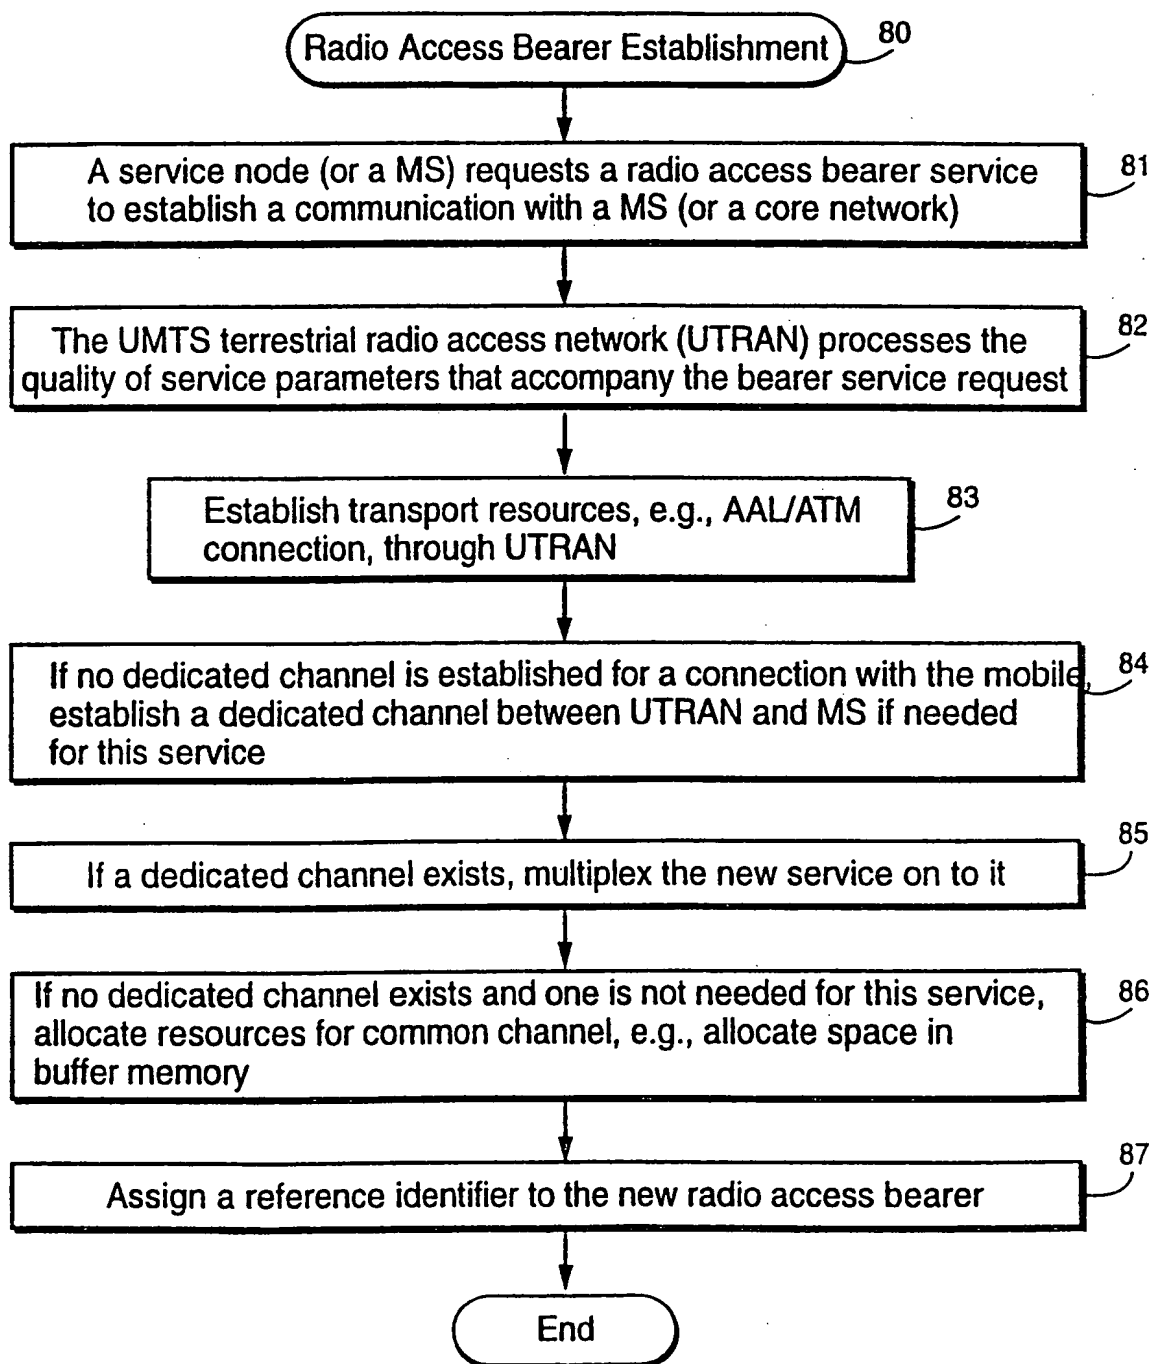 Radio Access Bearer Establishment
80
A service node (or a MS) requests a radio access bearer service
to establish a communication with a MS (or a core network)
81
The UMTS terrestrial radio access network (UTRAN) processes the
quality of service parameters that accompany the bearer service request
82
Establish transport resources, e.g., AAL/ATM
connection, through UTRAN
83
If no dedicated channel is established for a connection with the mobile,
establish a dedicated channel between UTRAN and MS if needed
for this service
84
If a dedicated channel exists, multiplex the new service on to it
85
If no dedicated channel exists and one is not needed for this service,
allocate resources for common channel, e.g., allocate space in
buffer memory
86
Assign a reference identifier to the new radio access bearer
87
End